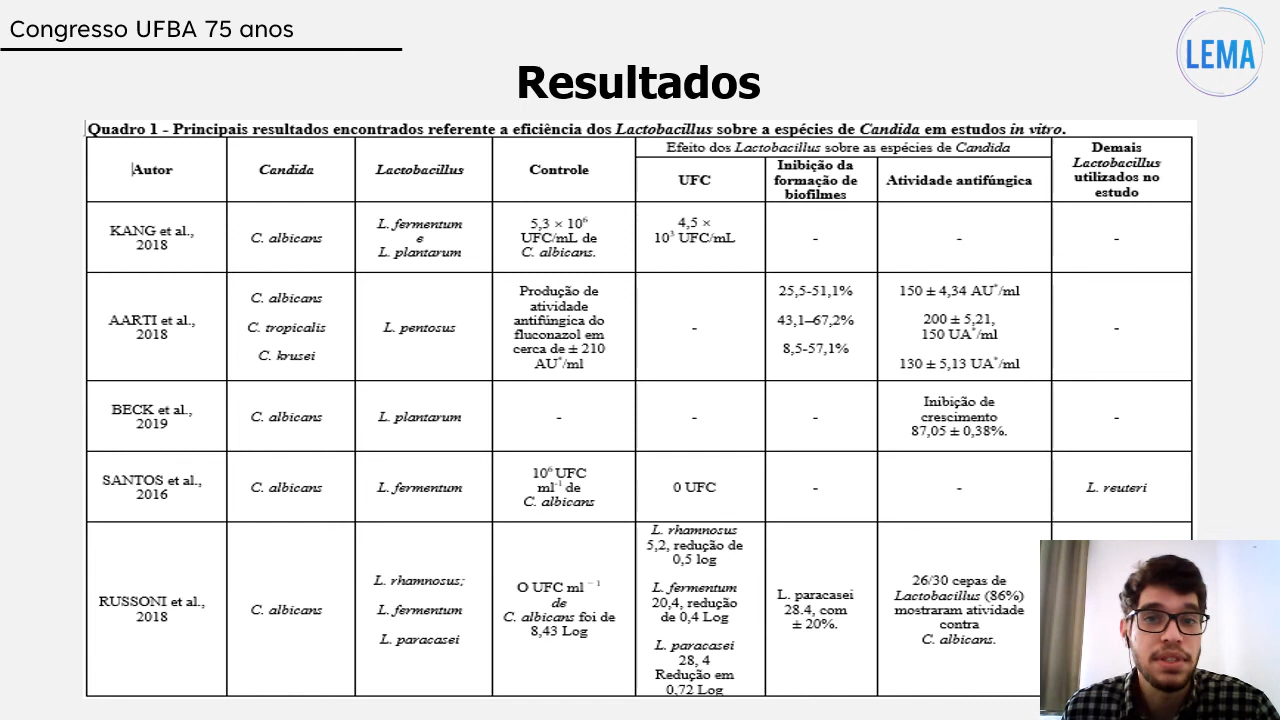 Congresso UFBA 75 anos
LEMA
Resultados
Quadro 1 - Principais resultados encontrados referente a eficiência dos Lactobacillus sobre a espécies de Candida em estudos in vitro.
Autor
Candida
Lactobacillus
Controle
Efeito dos Lactobacillus sobre as espécies de Candida
UFC
Inibição da
formação de
biofilmes
Atividade antifúngica
Demais
Lactobacillus
utilizados no
estudo
KANG et al.,
2018
C. albicans
L. fermentum
e
L. plantarum
5,3 × 10⁶
UFC/mL de
C. albicans.
4,5 ×
10³ UFC/mL
-
-
-
AARTI et al.,
2018
C. albicans
C. tropicalis
C. krusei
L. pentosus
Produção de
atividade
antifúngica do
fluconazol em
cerca de ± 210
AU*/ml
-
25,5-51,1%
43,1–67,2%
8,5-57,1%
150 ± 4,34 AU*/ml
200 ± 5,21,
150 UA*/ml
130 ± 5,13 UA*/ml
-
BECK et al.,
2019
C. albicans
L. plantarum
-
-
-
Inibição de
crescimento
87,05 ± 0,38%.
-
SANTOS et al.,
2016
C. albicans
L. fermentum
10⁶ UFC
ml⁻¹ de
C. albicans
0 UFC
-
-
L. reuteri
RUSSONI et al.,
2018
C. albicans
L. rhamnosus;
L. fermentum
L. paracasei
O UFC ml ⁻¹
de
C. albicans foi de
8,43 Log
L. rhamnosus
5,2, redução de
0,5 log
L. fermentum
20,4, redução
de 0,4 Log
L. paracasei
28, 4
Redução em
0,72 Log
L. paracasei
28.4, com
± 20%.
26/30 cepas de
Lactobacillus (86%)
mostraram atividade
contra
C. albicans.